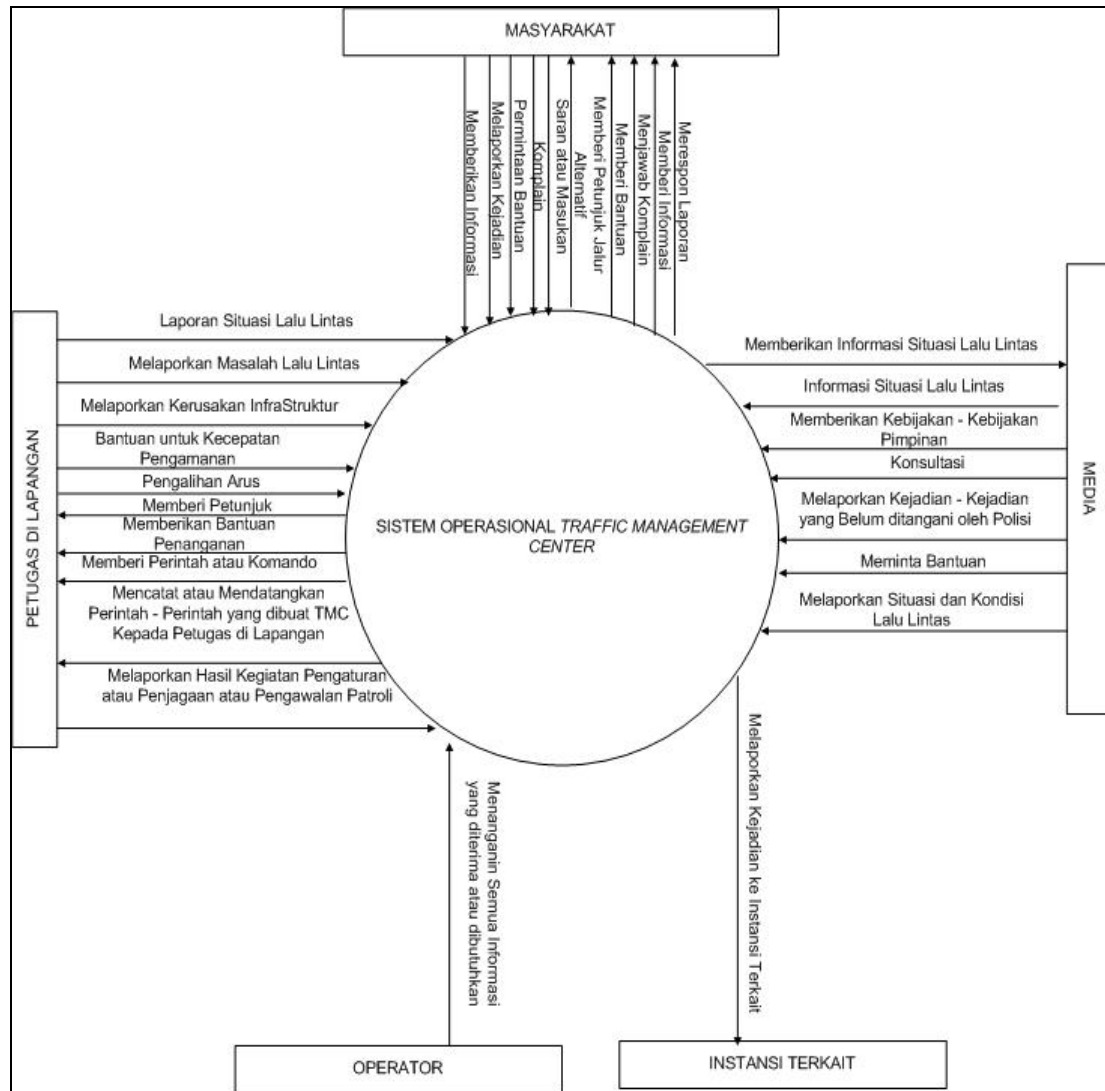 MASYARAKAT
Memberikan Informasi
Melaporkan Kejadian
Permintaan Bantuan
Komplain
Saran atau Masukan
Alternatif
Memberi Petunjuk Jalur
Memberi Bantuan
Menjawab Komplain
Memberi Informasi
Merespon Laporan
PETUGAS DI LAPANGAN
Laporan Situasi Lalu Lintas
Melaporkan Masalah Lalu Lintas
Melaporkan Kerusakan InfraStruktur
Bantuan untuk Kecepatan
Pengamanan
Pengalihan Arus
Memberi Petunjuk
Memberikan Bantuan
Penanganan
Memberi Perintah atau Komando
Mencatat atau Mendatangkan
Perintah - Perintah yang dibuat TMC
Kepada Petugas di Lapangan
Melaporkan Hasil Kegiatan Pengaturan
atau Penjagaan atau Pengawalan Patroli
SISTEM OPERASIONAL TRAFFIC MANAGEMENT
CENTER
Memberikan Informasi Situasi Lalu Lintas
Informasi Situasi Lalu Lintas
Memberikan Kebijakan - Kebijakan
Pimpinan
Konsultasi
Melaporkan Kejadian - Kejadian
yang Belum ditangani oleh Polisi
Meminta Bantuan
Melaporkan Situasi dan Kondisi
Lalu Lintas
MEDIA
Menanganin Semua Informasi
yang diterima atau dibutuhkan
Melaporkan Kejadian ke Instansi Terkait
OPERATOR
INSTANSI TERKAIT